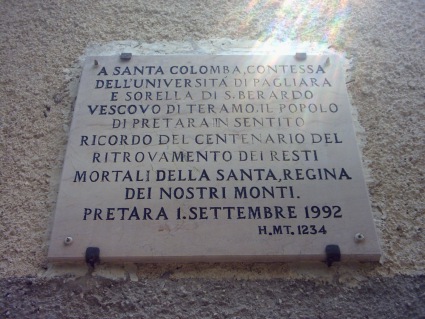 A SANTA COLOMBA, CONTESSA
DELL'UNIVERSITÀ DI PAGLIARA
E SORELLA DI S. BERARDO
VESCOVO DI TERAMO. IL POPOLO
DI PRETARA IN SENTITO
RICORDO DEL CENTENARIO DEL
RITROVAMENTO DEI RESTI
MORTALI DELLA SANTA, REGINA
DEI NOSTRI MONTI.
PRETARA 1. SETTEMBRE 1992
H. MT. 1234